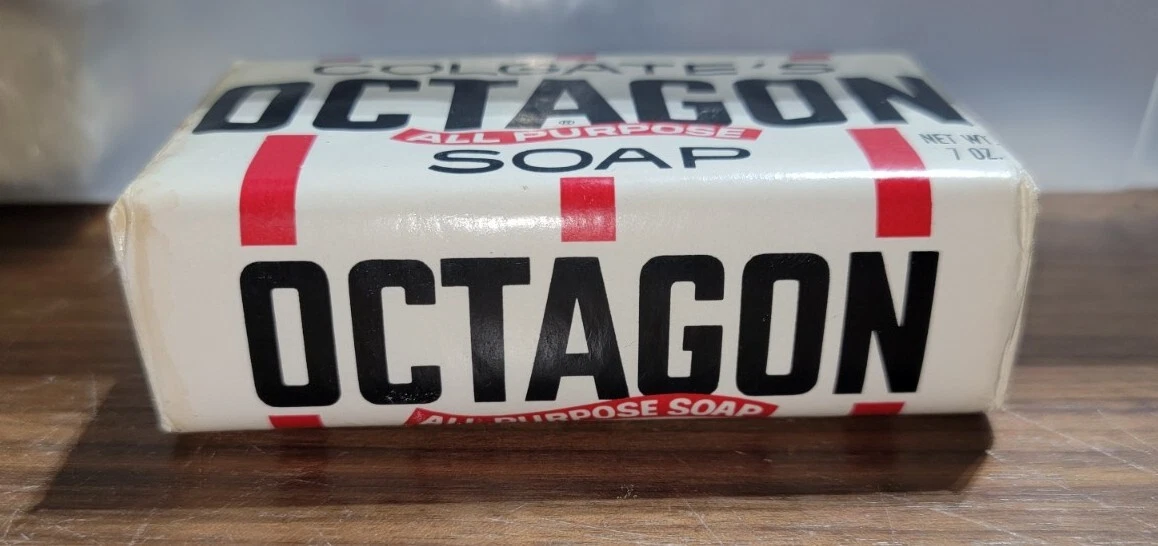 COLGATE'S
OCTAGON®
ALL PURPOSE
SOAP
NET WT.
7 OZ.
OCTAGON
ALL PURPOSE SOAP